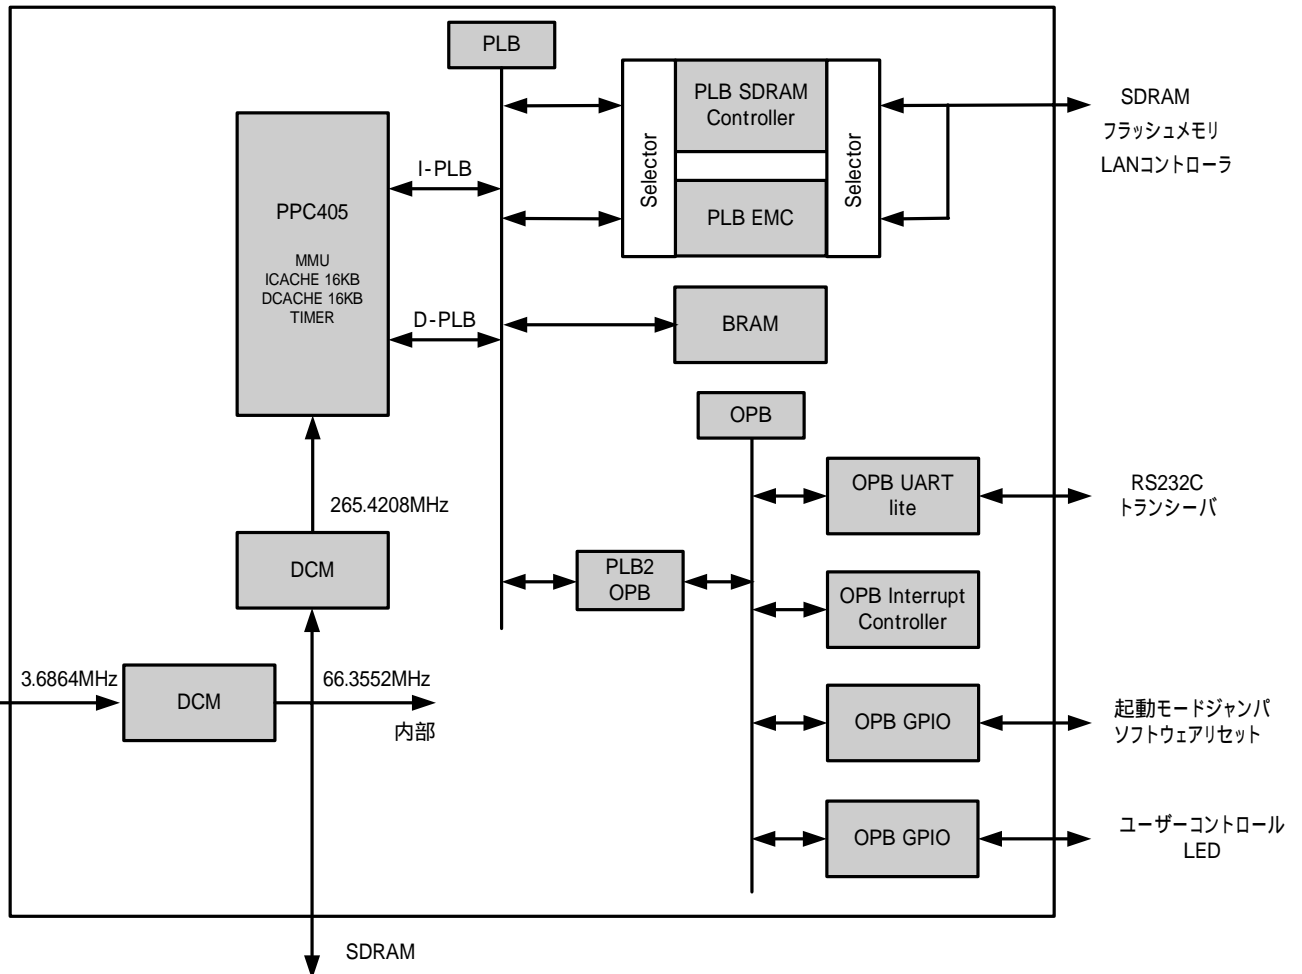 PLB
PLB SDRAM
Controller
Selector
Selector
PLB EMC
SDRAM
フラッシュメモリ
LANコントローラ
I-PLB
PPC405
MMU
ICACHE 16KB
DCACHE 16KB
TIMER
D-PLB
BRAM
OPB
265.4208MHz
OPB UART
lite
RS232C
トランシーバ
DCM
PLB2
OPB
OPB Interrupt
Controller
3.6864MHz
DCM
66.3552MHz
内部
OPB GPIO
起動モードジャンパ
ソフトウェアリセット
OPB GPIO
ユーザーコントロール
LED
SDRAM